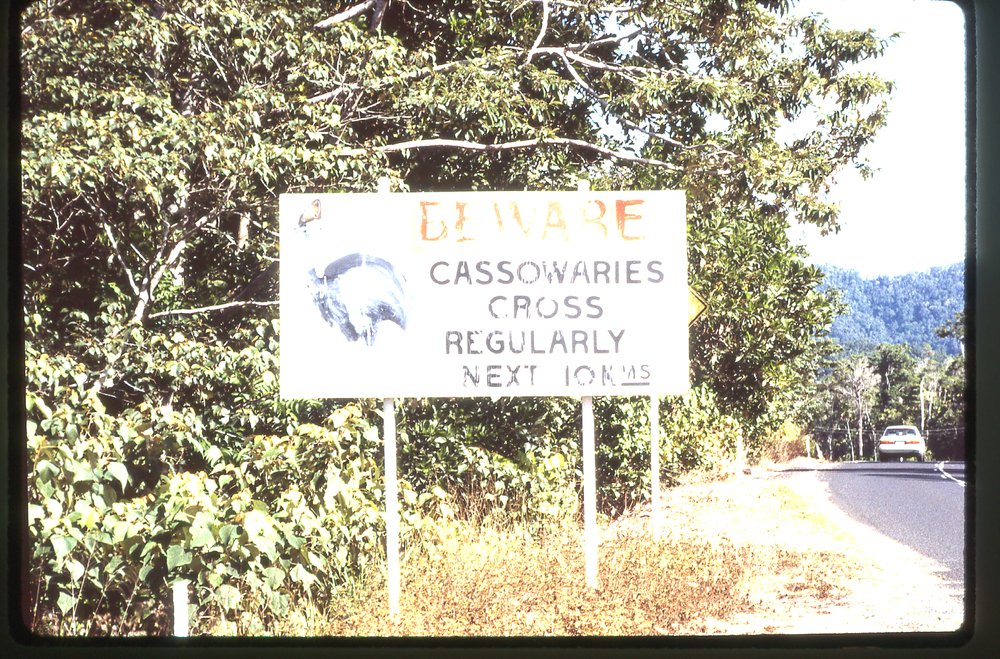 BEWARE
CASSOWARIES
CROSS
REGULARLY
NEXT 10KMS